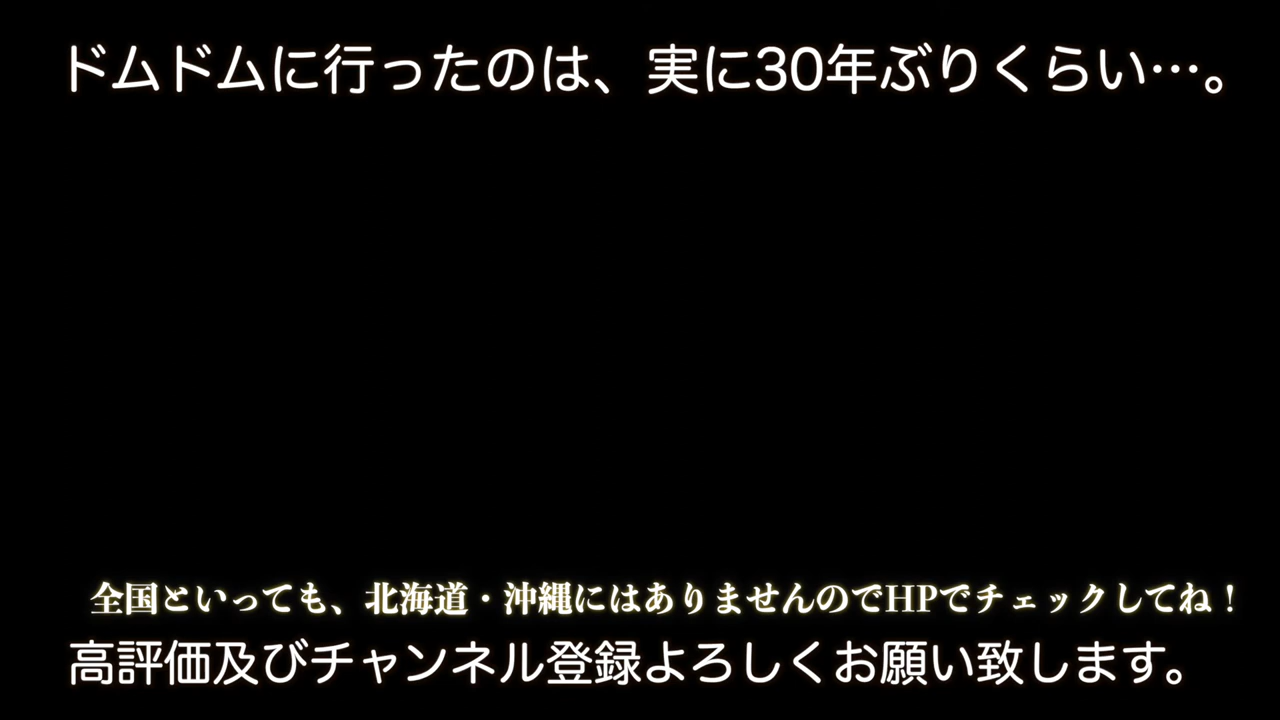 ドムドムに行ったのは、実に30年ぶりくらい…。
全国といっても、北海道・沖縄にはありませんのでHPでチェックしてね！
高評価及びチャンネル登録よろしくお願い致します。